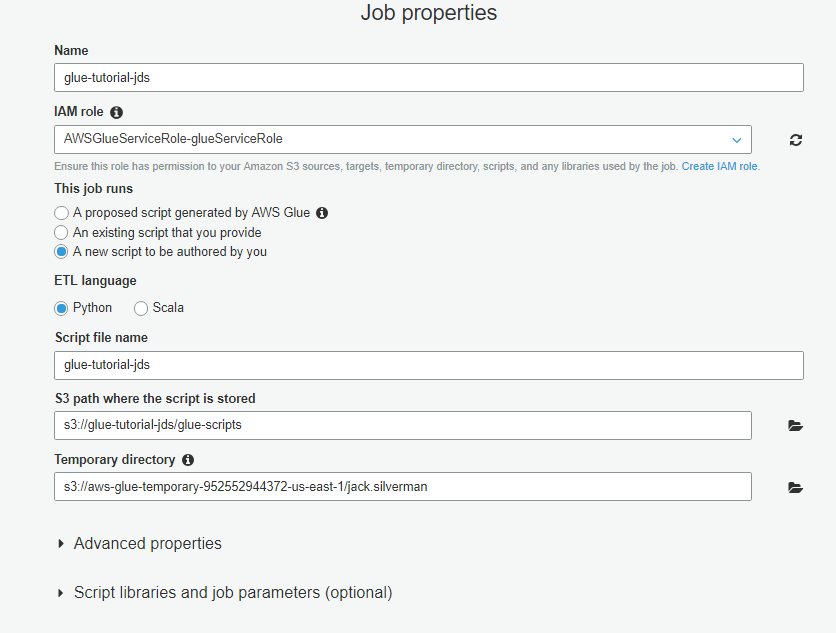 Job properties
Name
glue-tutorial-jds
IAM role
AWSGlueServiceRole-glueServiceRole
Ensure this role has permission to your Amazon S3 sources, targets, temporary directory, scripts, and any libraries used by the job. Create IAM role.
This job runs
A proposed script generated by AWS Glue
An existing script that you provide
A new script to be authored by you
ETL language
Python Scala
Script file name
glue-tutorial-jds
S3 path where the script is stored
s3://glue-tutorial-jds/glue-scripts
Temporary directory
s3://aws-glue-temporary-952552944372-us-east-1/jack.silverman
Advanced properties
Script libraries and job parameters (optional)